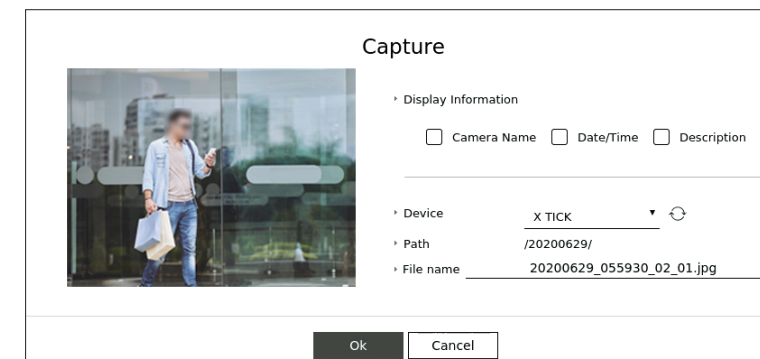 Capture
Display Information
Camera Name Date/Time Description
Device X TICK
Path /20200629/
File name 20200629_055930_02_01.jpg
Ok Cancel